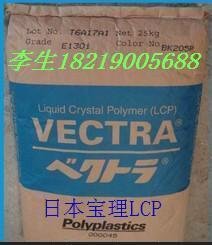 Lot No. T6A17A1 Net 25kg
Grade E130i Color No. BK205P
李生18219005688
Liquid Crystal Polymer (LCP)
VECTRA®
ベクトラ®
日本宝理LCP
Polyplastics
000045